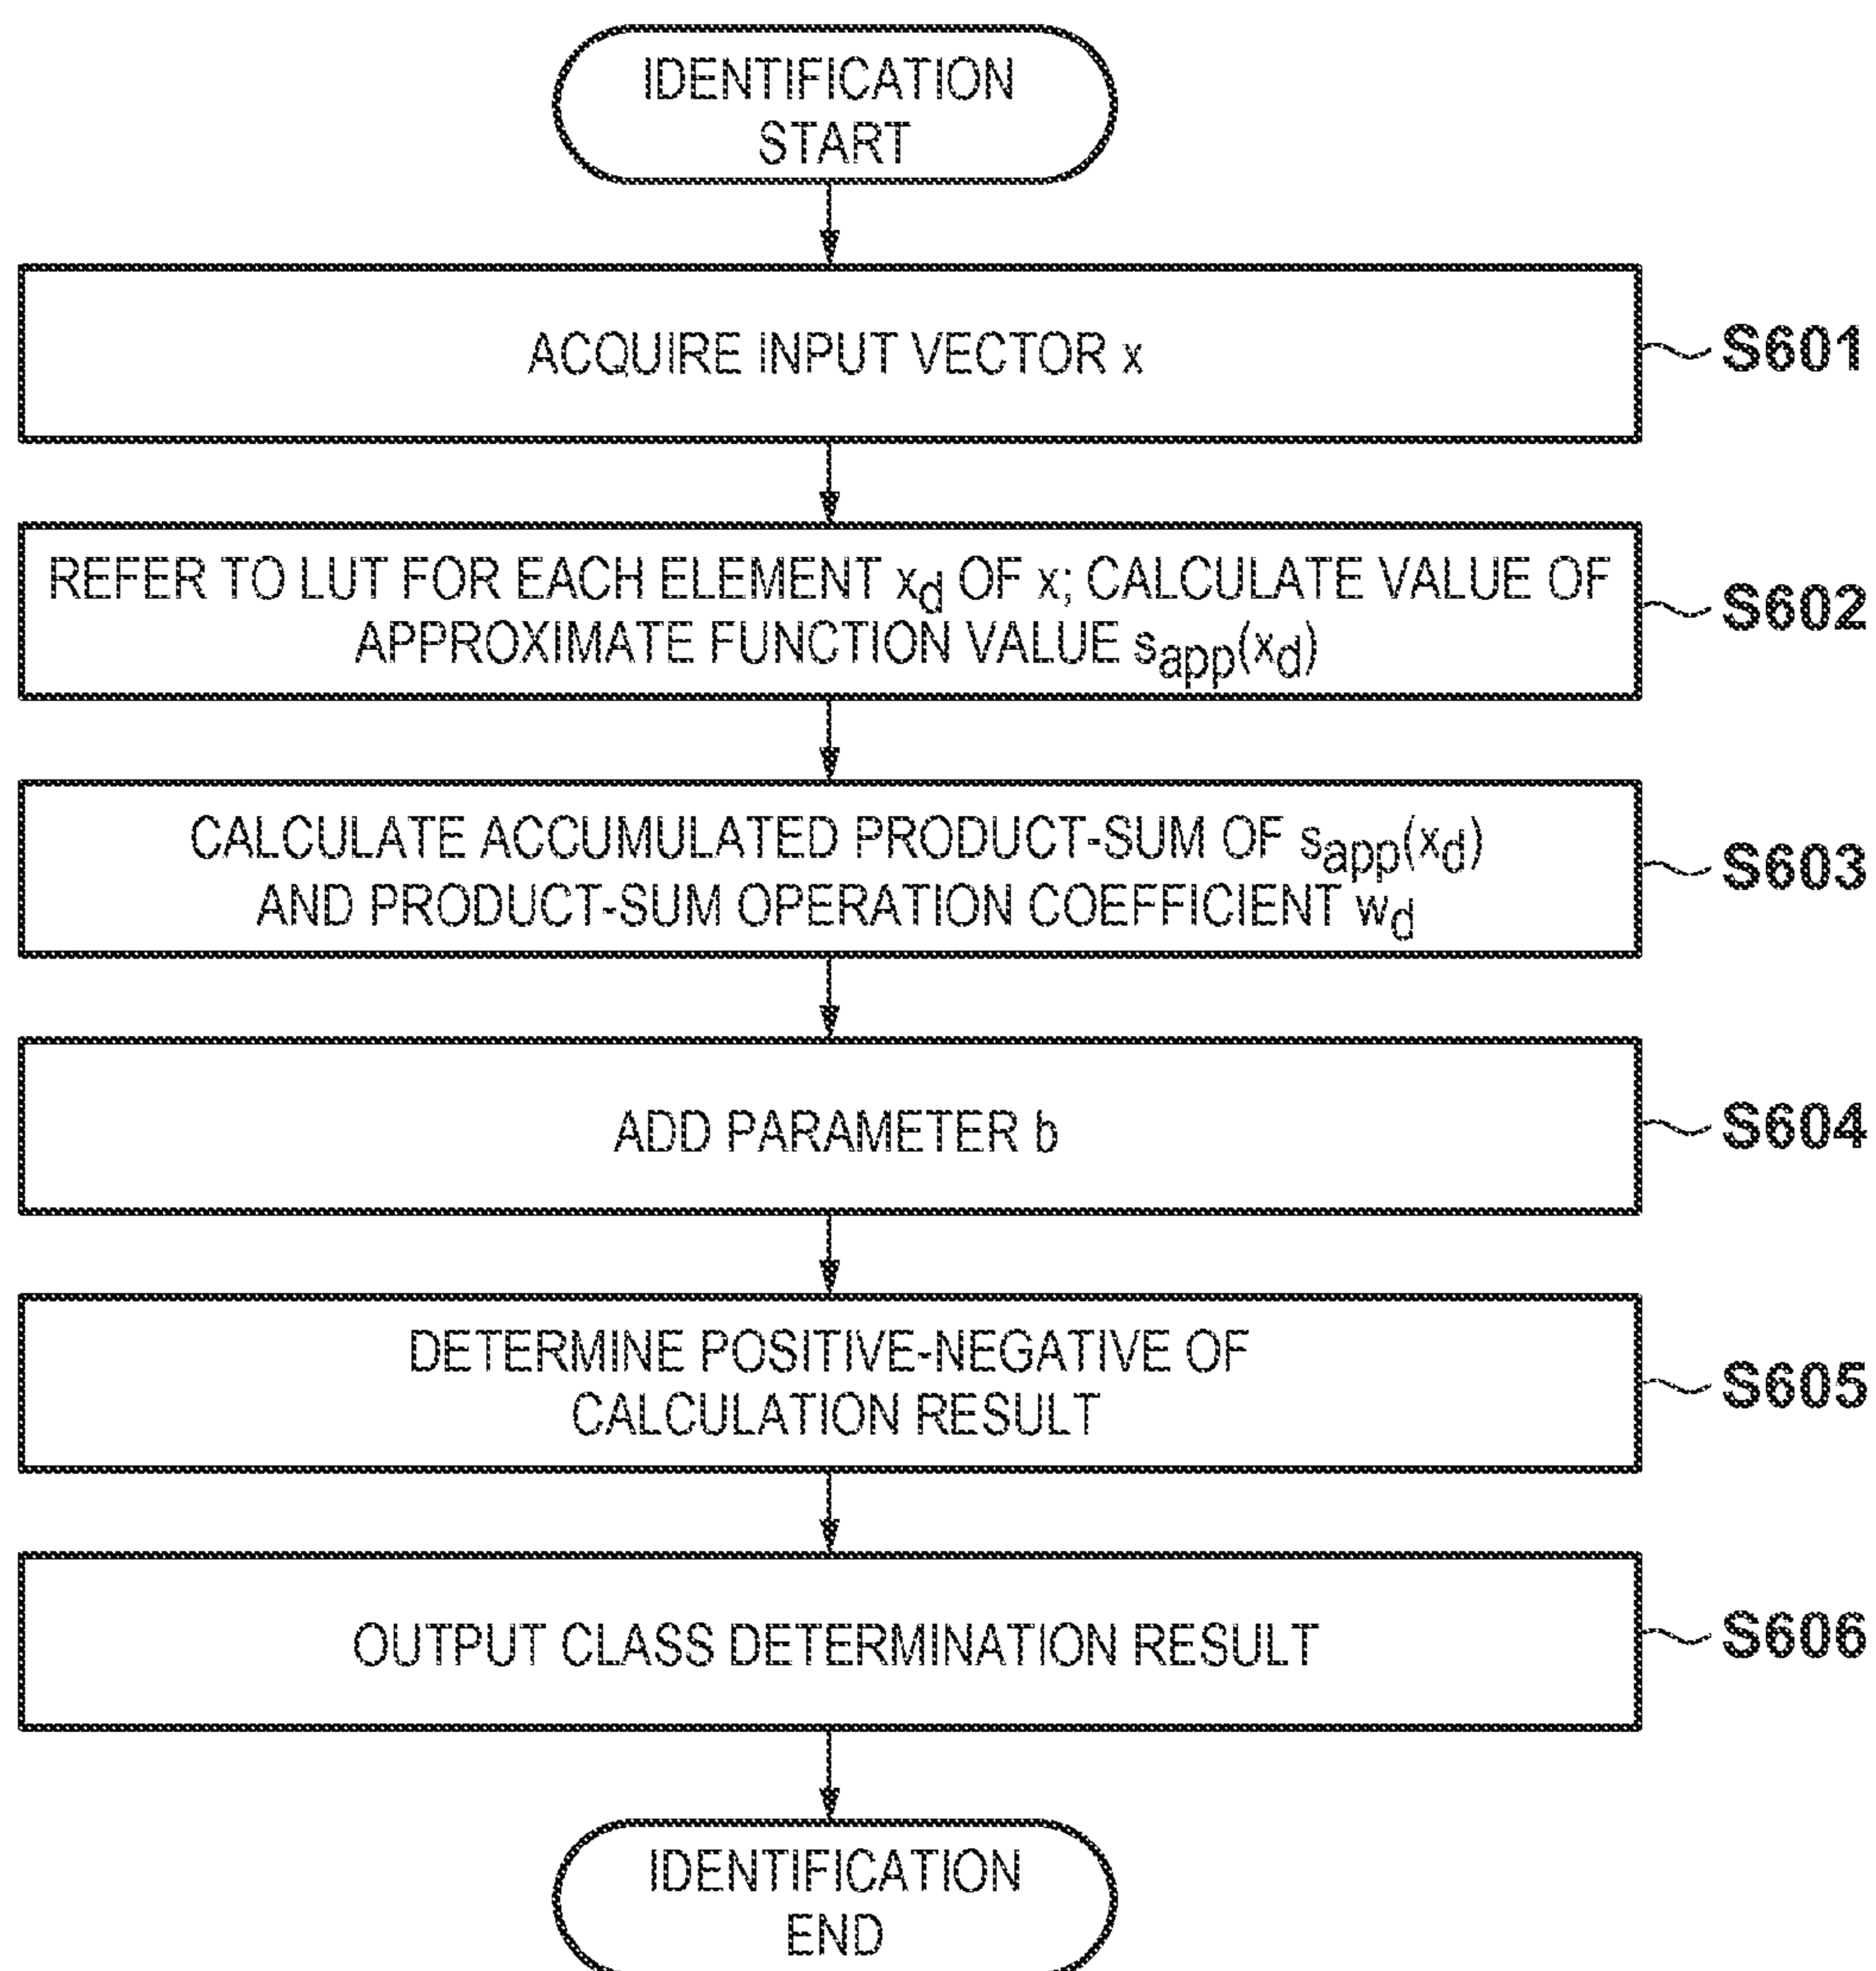 IDENTIFICATION
START
ACQUIRE INPUT VECTOR x
S601
REFER TO LUT FOR EACH ELEMENT xd OF x; CALCULATE VALUE OF
APPROXIMATE FUNCTION VALUE sapp(xd)
S602
CALCULATE ACCUMULATED PRODUCT-SUM OF sapp(xd)
AND PRODUCT-SUM OPERATION COEFFICIENT wd
S603
ADD PARAMETER b
S604
DETERMINE POSITIVE-NEGATIVE OF
CALCULATION RESULT
S605
OUTPUT CLASS DETERMINATION RESULT
S606
IDENTIFICATION
END